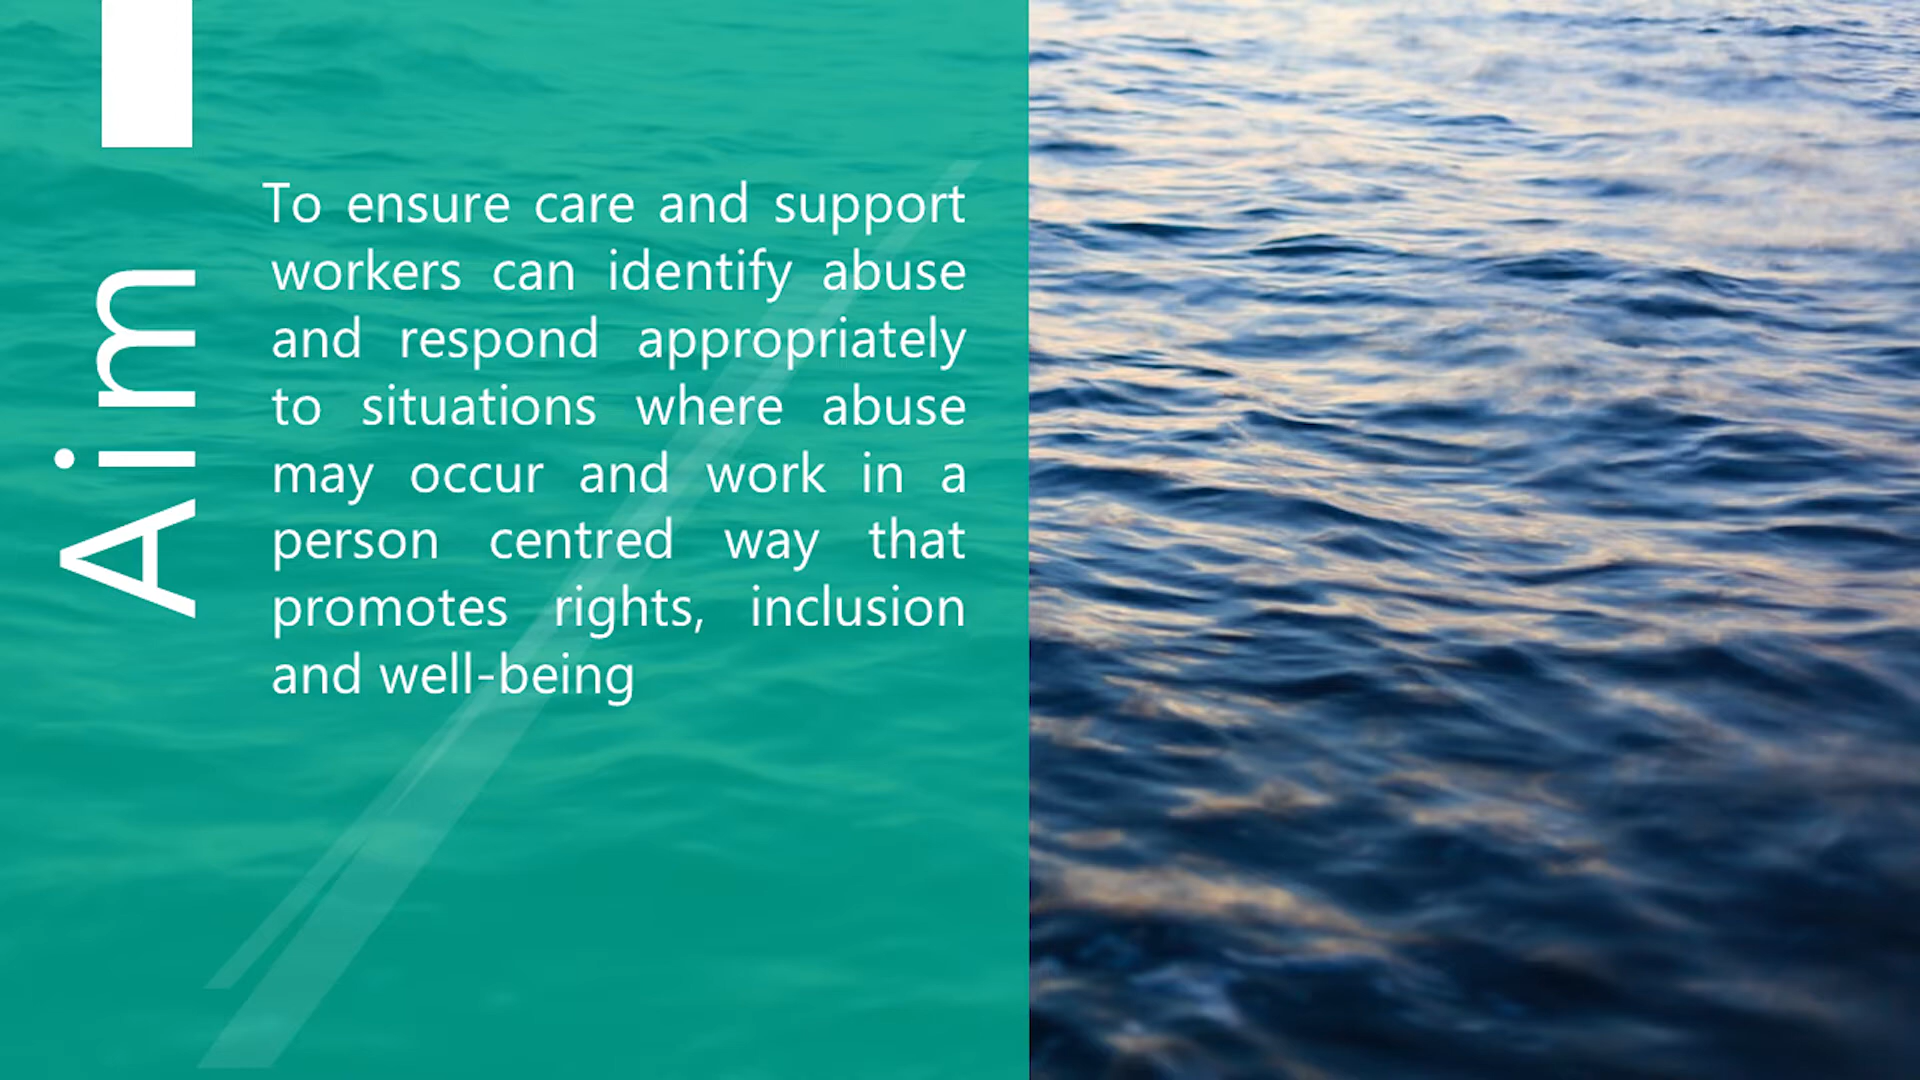 Aim
To ensure care and support
workers can identify abuse
and respond appropriately
to situations where abuse
may occur and work in a
person centred way that
promotes rights, inclusion
and well-being